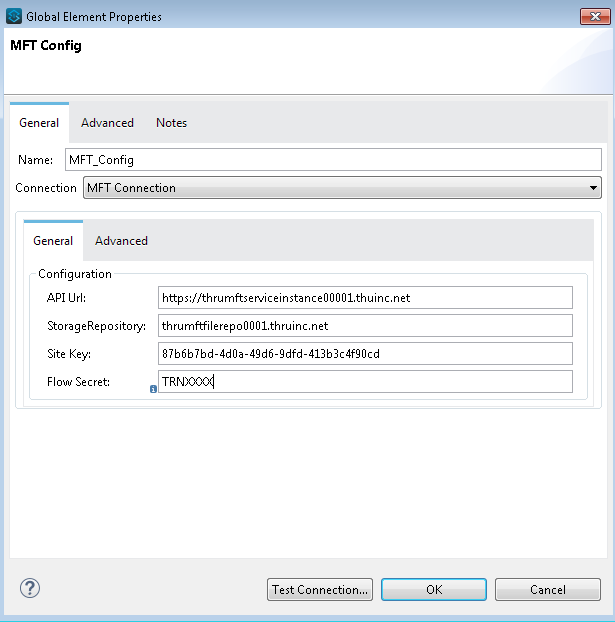 Global Element Properties
MFT Config
General Advanced Notes
Name: MFT_Config
Connection MFT Connection
General Advanced
Configuration
API Url: https://thrumftserviceinstance00001.thuinc.net
StorageRepository: thrumftfilerepo0001.thruinc.net
Site Key: 87b6b7bd-4d0a-49d6-9dfd-413b3c4f90cd
Flow Secret: TRNXXXX
Test Connection... OK Cancel